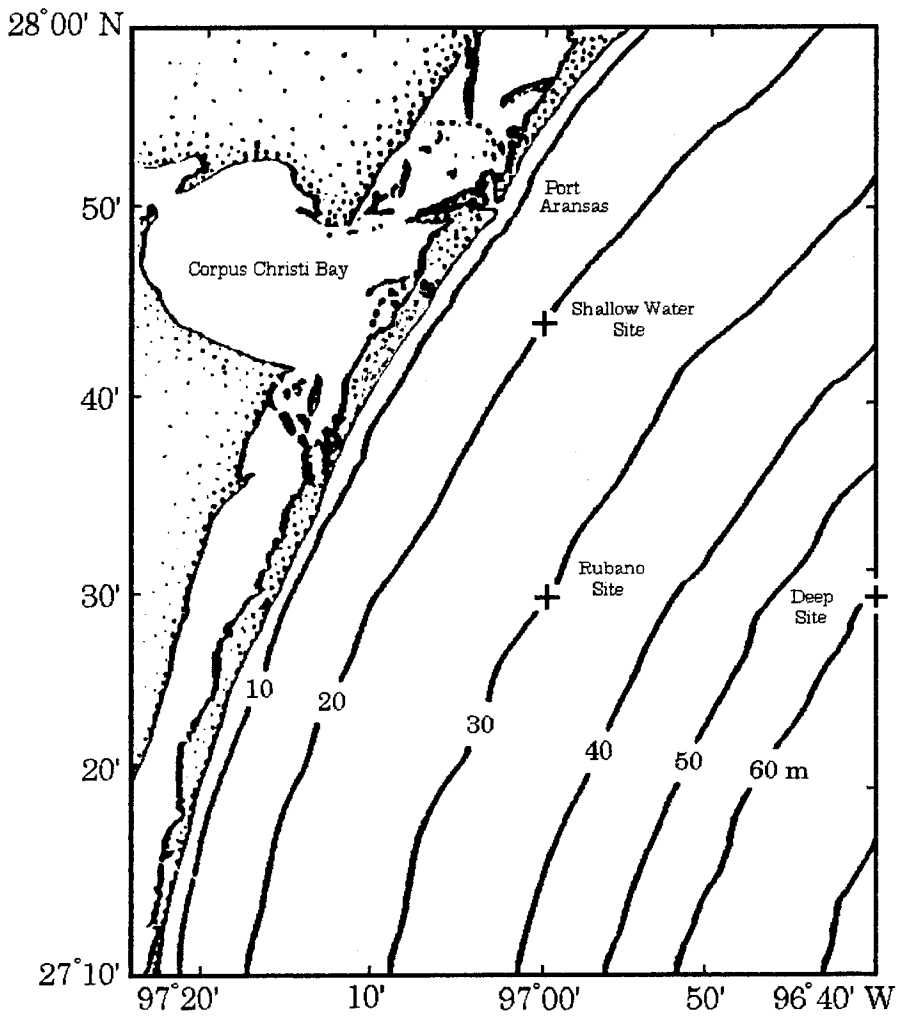 28°00' N
50'
Port
Aransas
Corpus Christi Bay
Shallow Water
Site
40'
Rubano
Site
30'
Deep
Site
10
20
30
40
50
60 m
20'
27°10'
97°20'
10'
97°00'
50'
96°40' W